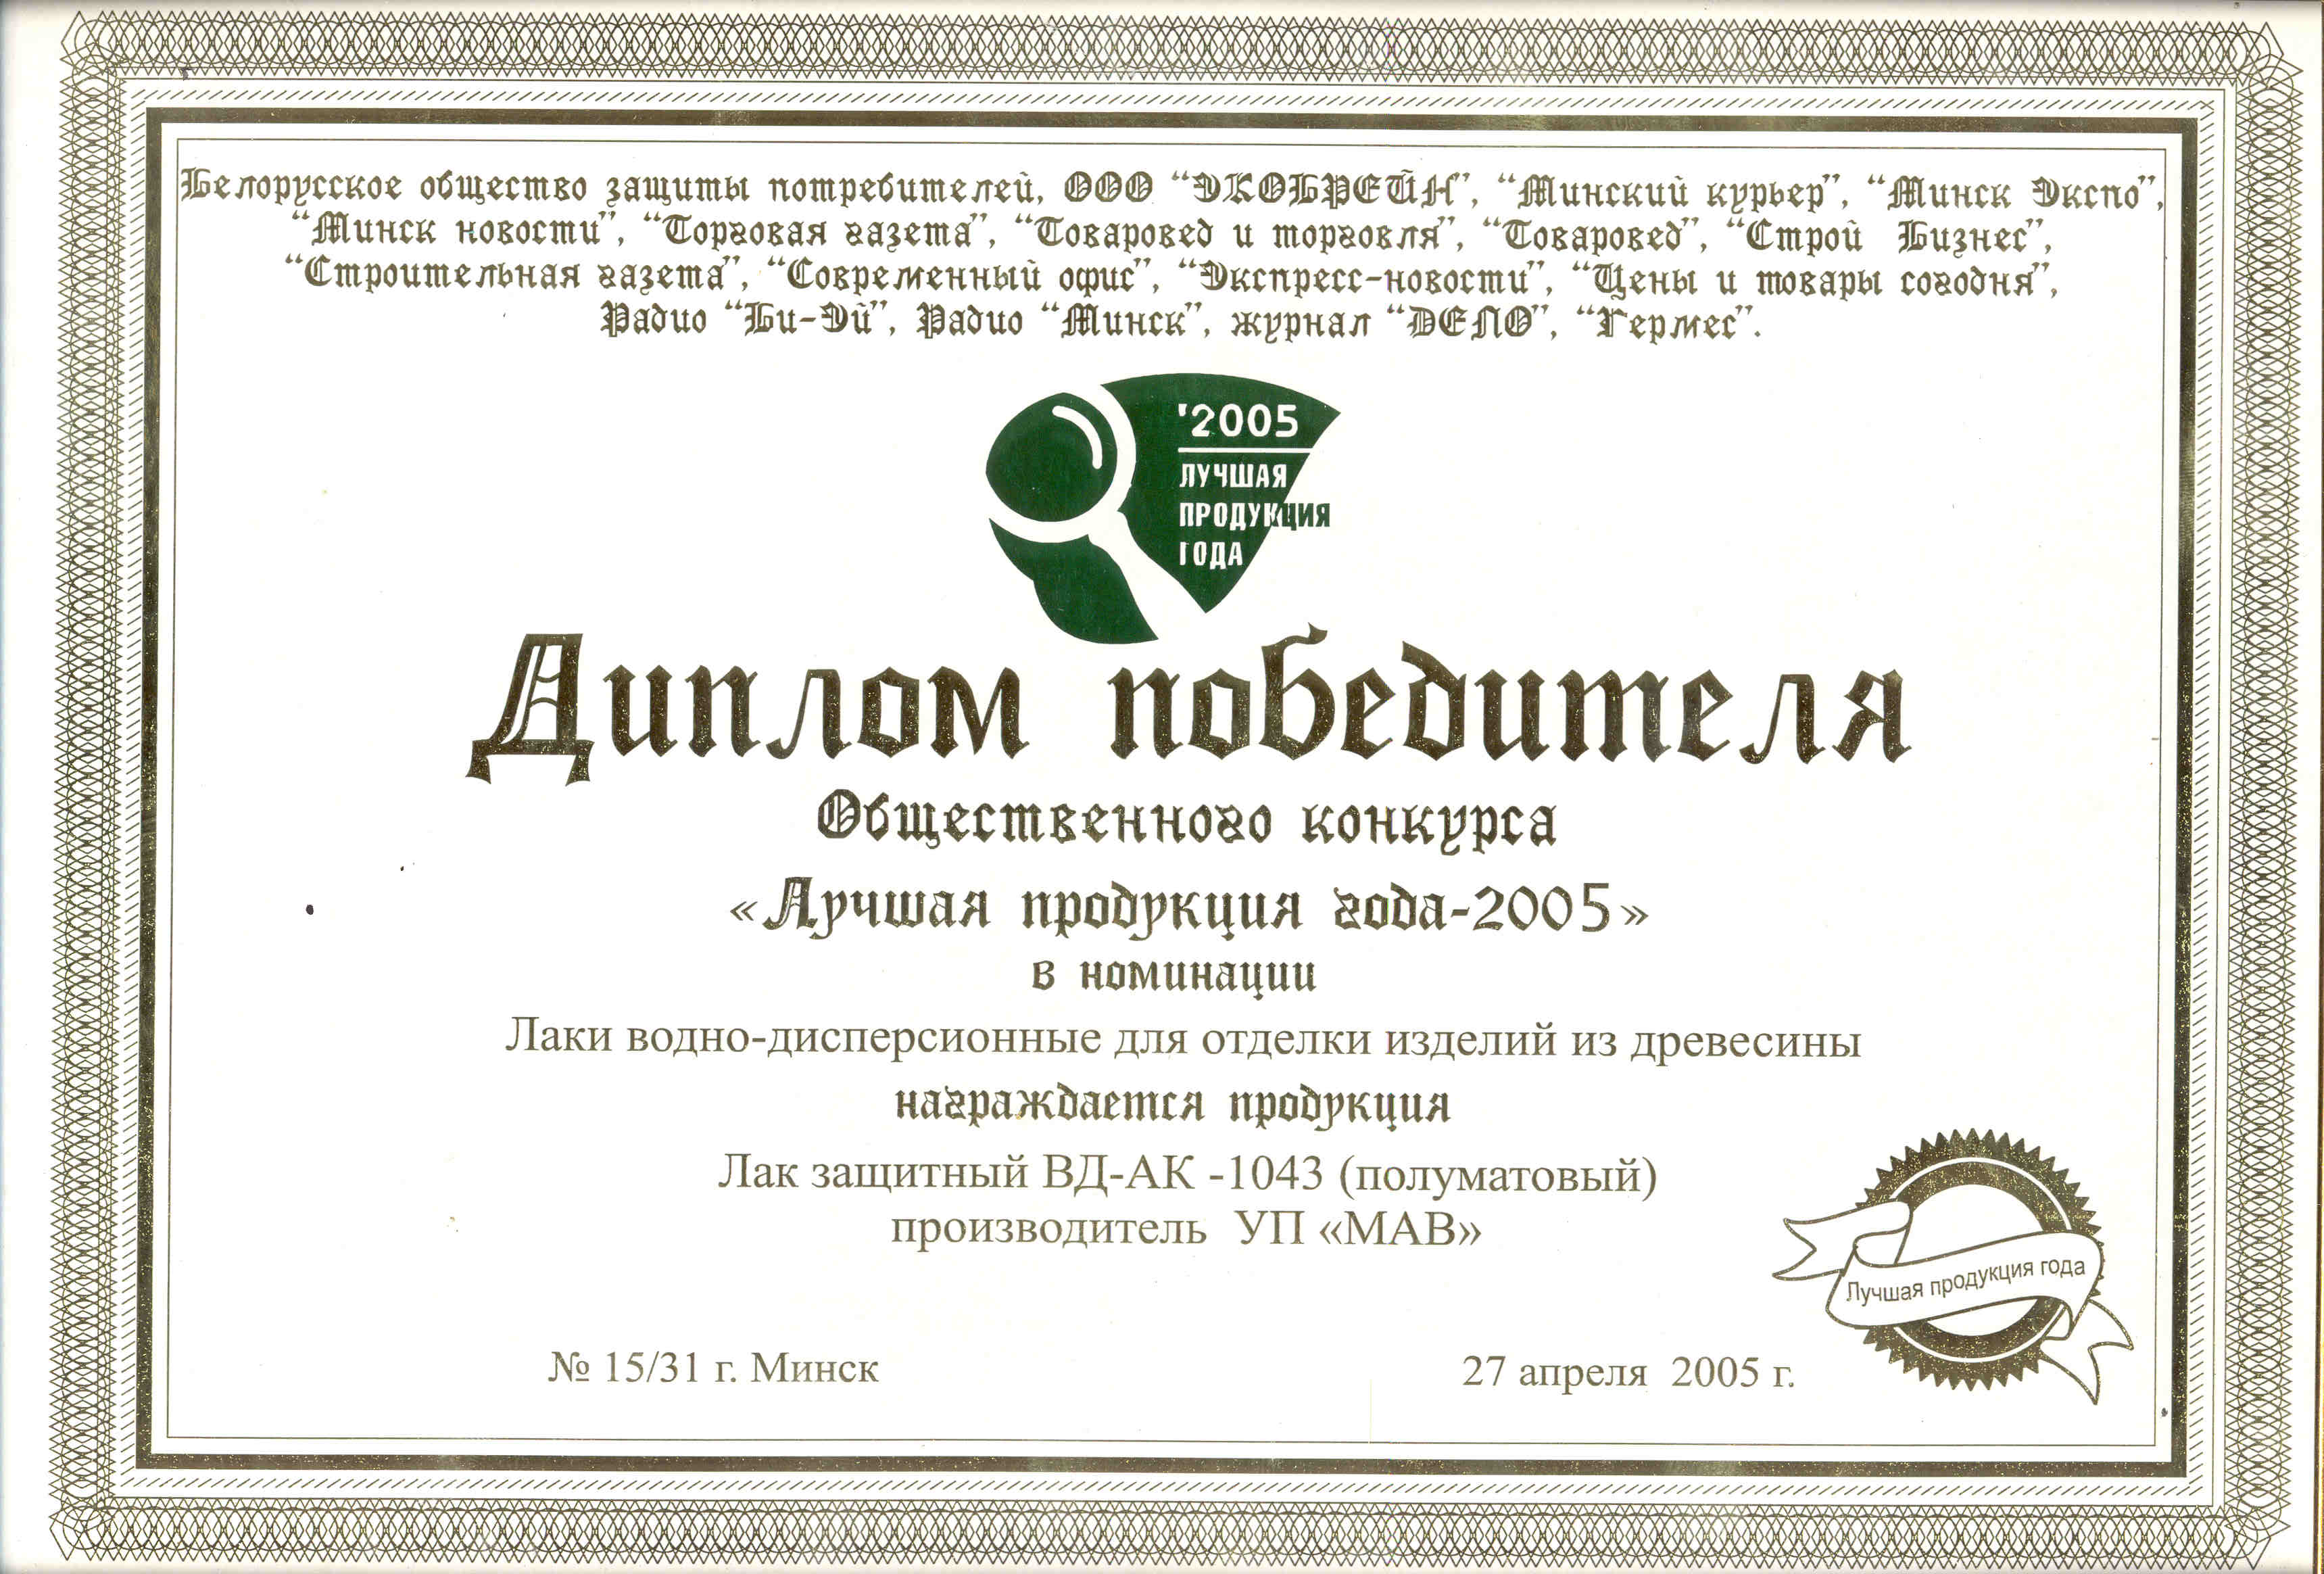 Белорусское общество защиты потребителей, ООО “ЭКОБРЕЙН”, “Минский курьер”, “Минск Экспо”,
“Минск новости”, “Торговая газета”, “Товаровед и торговля”, “Товаровед”, “Строй Бизнес”,
“Строительная газета”, “Современный офис”, “Экспресс-новости”, “Цены и товары согодня”,
Радио “Би-Эй”, Радио “Минск”, журнал “ДЕЛО”, “Гермес”.
'2005
ЛУЧШАЯ
ПРОДУКЦИЯ
ГОДА
Диплом победителя
Общественного конкурса
«Лучшая продукция года-2005»
в номинации
Лаки водно-дисперсионные для отделки изделий из древесины
награждается продукция
Лак защитный ВД-АК -1043 (полуматовый)
производитель УП «МАВ»
Лучшая продукция года
№ 15/31 г. Минск
27 апреля 2005 г.